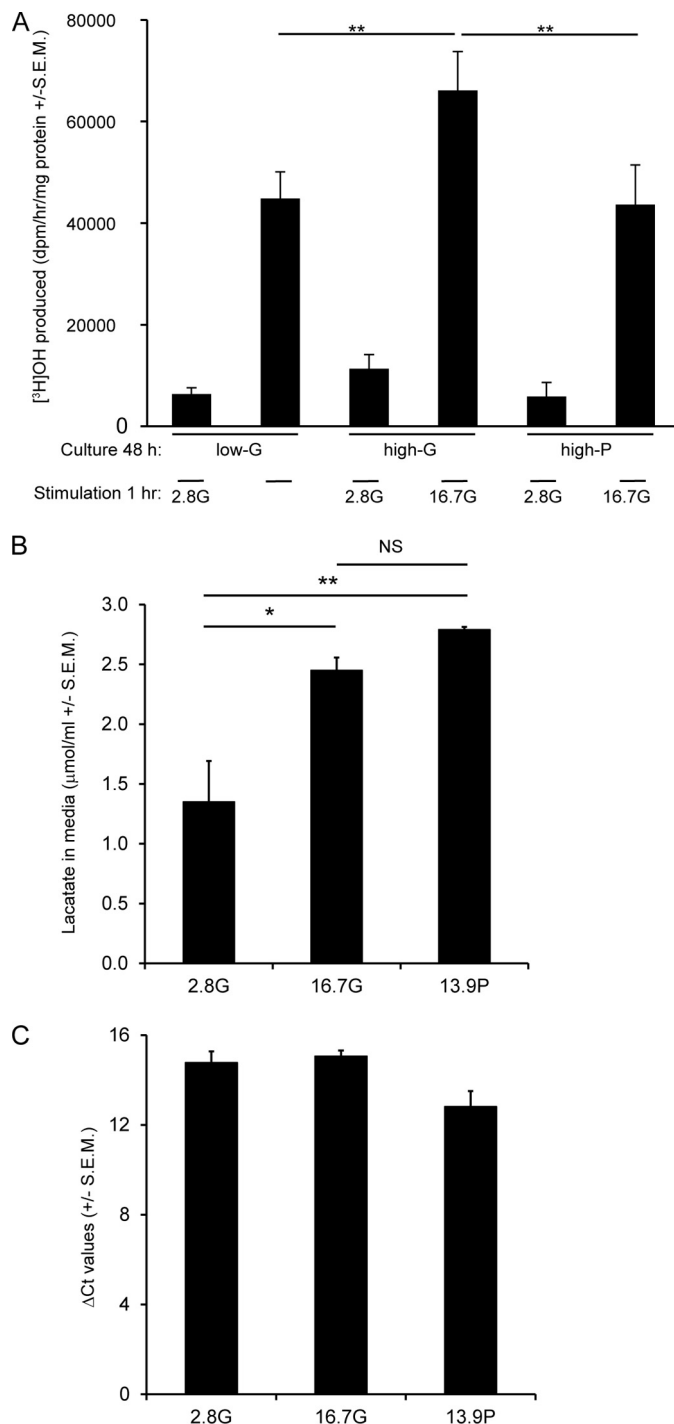 A
[³H]OH produced (dpm/hr/mg protein +/-S.E.M.)
80000
60000
40000
20000
0
** **
Culture 48 h: low-G high-G high-P
Stimulation 1 hr: 2.8G 2.8G 16.7G 2.8G 16.7G
B
NS
**
*
Lacatate in media (μmol/ml +/- S.E.M.)
3.0
2.5
2.0
1.5
1.0
0.5
0.0
2.8G 16.7G 13.9P
C
ΔCt values (+/- S.E.M.)
16
12
8
4
0
2.8G 16.7G 13.9P